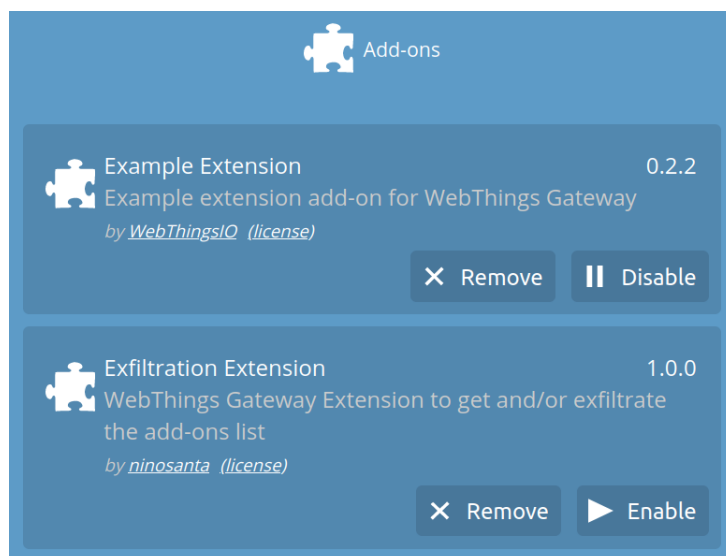 Add-ons
Example Extension 0.2.2
Example extension add-on for WebThings Gateway
by WebThingsIO (license)
Remove Disable
Exfiltration Extension 1.0.0
WebThings Gateway Extension to get and/or exfiltrate
the add-ons list
by ninosanta (license)
Remove Enable